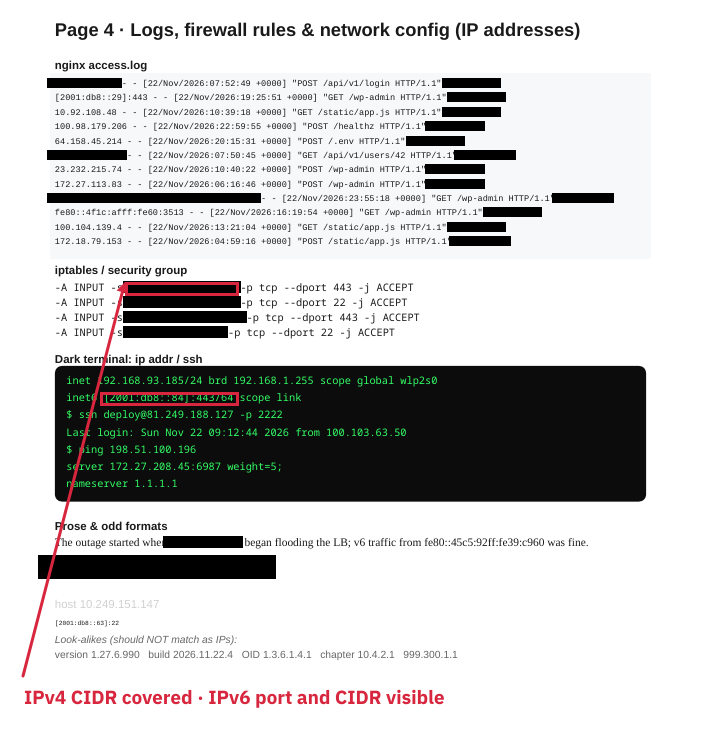 Page 4 · Logs, firewall rules & network config (IP addresses)
nginx access.log
- - [22/Nov/2026:07:52:49 +0000] "POST /api/v1/login HTTP/1.1"
[2001:db8::29]:443 - - [22/Nov/2026:19:25:51 +0000] "GET /wp-admin HTTP/1.1"
10.92.108.48 - - [22/Nov/2026:10:39:18 +0000] "GET /static/app.js HTTP/1.1"
100.98.179.206 - - [22/Nov/2026:22:59:55 +0000] "POST /healthz HTTP/1.1"
64.158.45.214 - - [22/Nov/2026:20:15:31 +0000] "POST /.env HTTP/1.1"
- - [22/Nov/2026:07:50:45 +0000] "GET /api/v1/users/42 HTTP/1.1"
23.232.215.74 - - [22/Nov/2026:10:40:22 +0000] "POST /wp-admin HTTP/1.1"
172.27.113.83 - - [22/Nov/2026:06:16:46 +0000] "POST /wp-admin HTTP/1.1"
- - [22/Nov/2026:23:55:18 +0000] "GET /wp-admin HTTP/1.1"
fe80::4f1c:afff:fe60:3513 - - [22/Nov/2026:16:19:54 +0000] "GET /wp-admin HTTP/1.1"
100.104.139.4 - - [22/Nov/2026:13:21:04 +0000] "GET /static/app.js HTTP/1.1"
172.18.79.153 - - [22/Nov/2026:04:59:16 +0000] "POST /static/app.js HTTP/1.1"
iptables / security group
-A INPUT -s -p tcp --dport 443 -j ACCEPT
-A INPUT -s -p tcp --dport 22 -j ACCEPT
-A INPUT -s -p tcp --dport 443 -j ACCEPT
-A INPUT -s -p tcp --dport 22 -j ACCEPT
Dark terminal: ip addr / ssh
inet 192.168.93.185/24 brd 192.168.1.255 scope global wlp2s0
inet6 [2001:db8::84]:443/64 scope link
$ ssh deploy@81.249.188.127 -p 2222
Last login: Sun Nov 22 09:12:44 2026 from 100.103.63.50
$ ping 198.51.100.196
server 172.27.208.45:6987 weight=5;
nameserver 1.1.1.1
Prose & odd formats
The outage started when began flooding the LB; v6 traffic from fe80::45c5:92ff:fe39:c960 was fine.
host 10.249.151.147
[2001:db8::63]:22
Look-alikes (should NOT match as IPs):
version 1.27.6.990 build 2026.11.22.4 OID 1.3.6.1.4.1 chapter 10.4.2.1 999.300.1.1
IPv4 CIDR covered · IPv6 port and CIDR visible